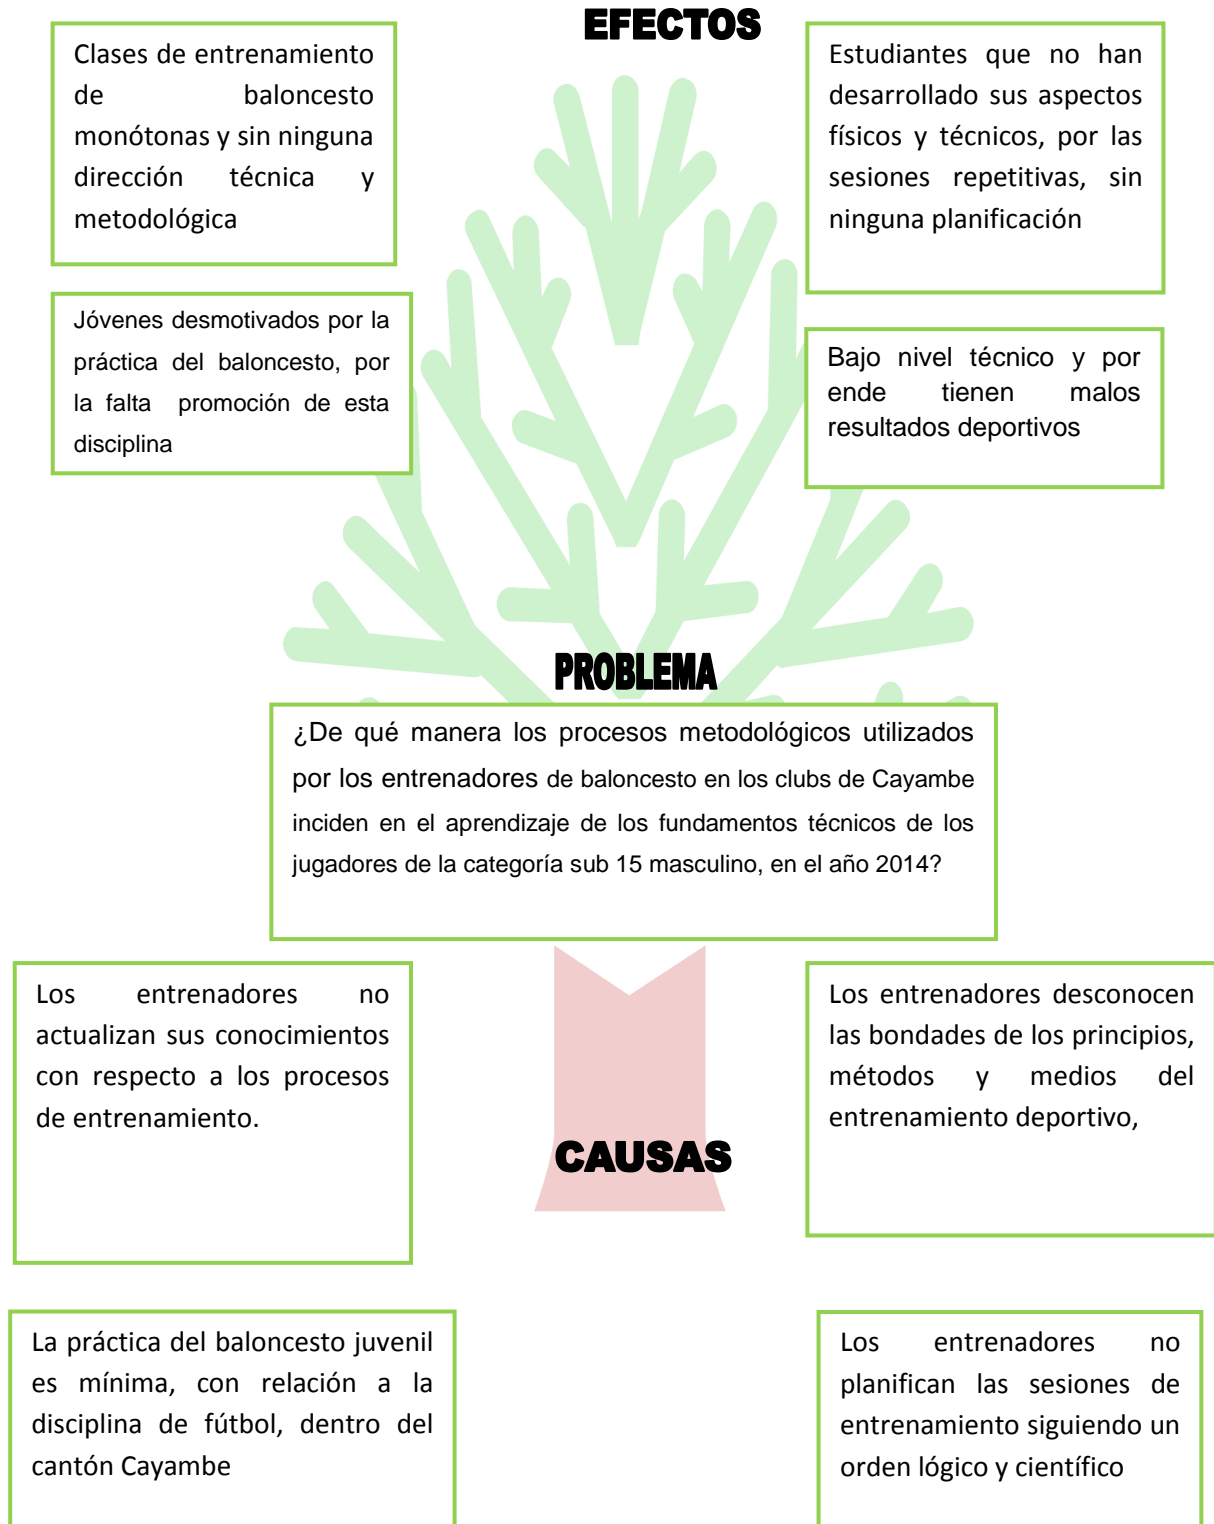 EFECTOS
Clases de entrenamiento
de baloncesto
monótonas y sin ninguna
dirección técnica y
metodológica
Estudiantes que no han
desarrollado sus aspectos
físicos y técnicos, por las
sesiones repetitivas, sin
ninguna planificación
Jóvenes desmotivados por la
práctica del baloncesto, por
la falta promoción de esta
disciplina
Bajo nivel técnico y por
ende tienen malos
resultados deportivos
PROBLEMA
¿De qué manera los procesos metodológicos utilizados
por los entrenadores de baloncesto en los clubs de Cayambe
inciden en el aprendizaje de los fundamentos técnicos de los
jugadores de la categoría sub 15 masculino, en el año 2014?
Los entrenadores no
actualizan sus conocimientos
con respecto a los procesos
de entrenamiento.
Los entrenadores desconocen
las bondades de los principios,
métodos y medios del
entrenamiento deportivo,
CAUSAS
La práctica del baloncesto juvenil
es mínima, con relación a la
disciplina de fútbol, dentro del
cantón Cayambe
Los entrenadores no
planifican las sesiones de
entrenamiento siguiendo un
orden lógico y científico